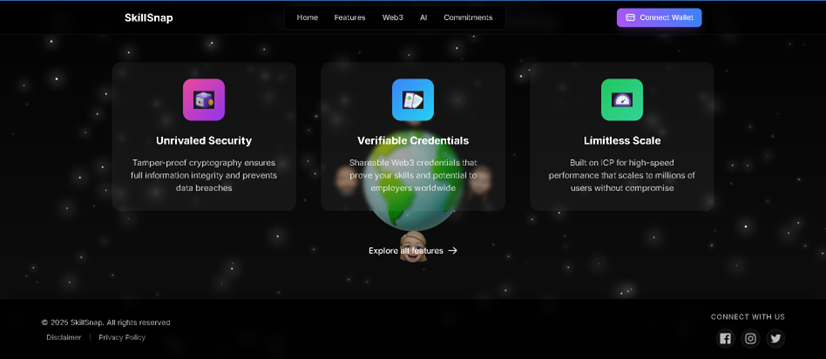 SkillSnap
Home Features Web3 AI Commitments
Connect Wallet
Unrivaled Security
Tamper-proof cryptography ensures
full information integrity and prevents
data breaches
Verifiable Credentials
Shareable Web3 credentials that
prove your skills and potential to
employers worldwide
Limitless Scale
Built on ICP for high-speed
performance that scales to millions of
users without compromise
Explore all features →
© 2025 SkillSnap. All rights reserved
Disclaimer | Privacy Policy
CONNECT WITH US